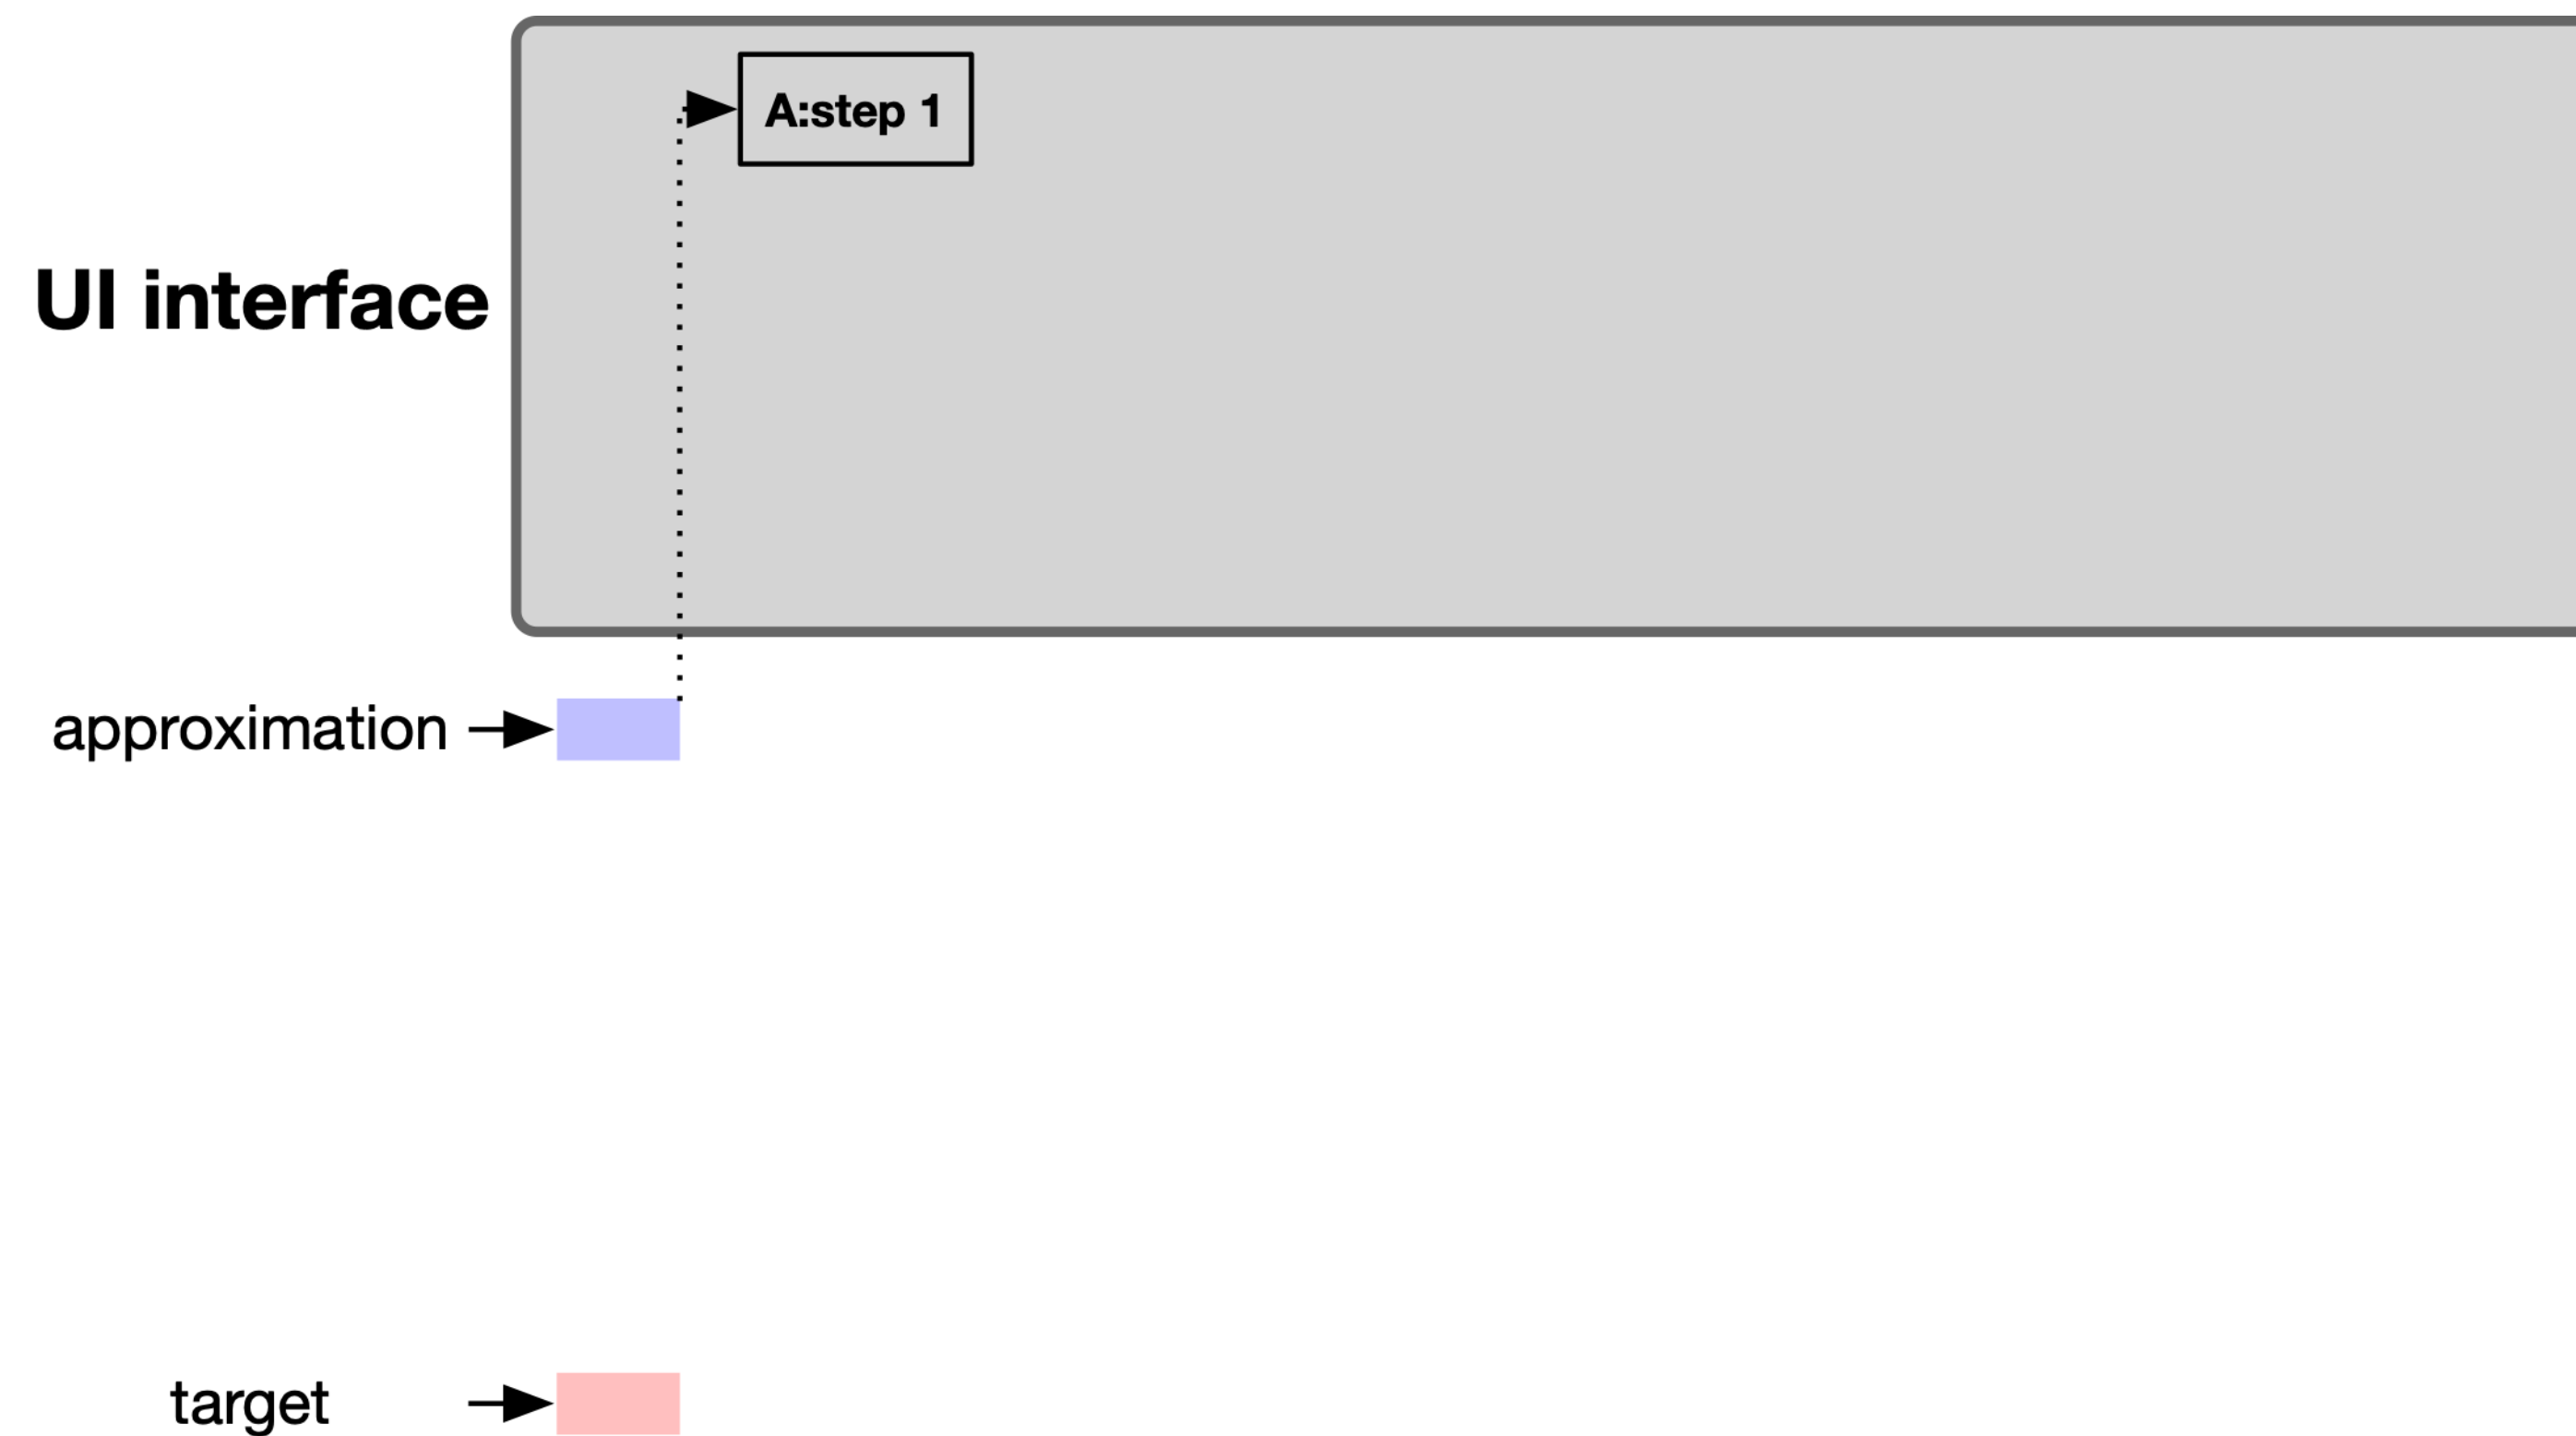 A:step 1
UI interface
approximation
target